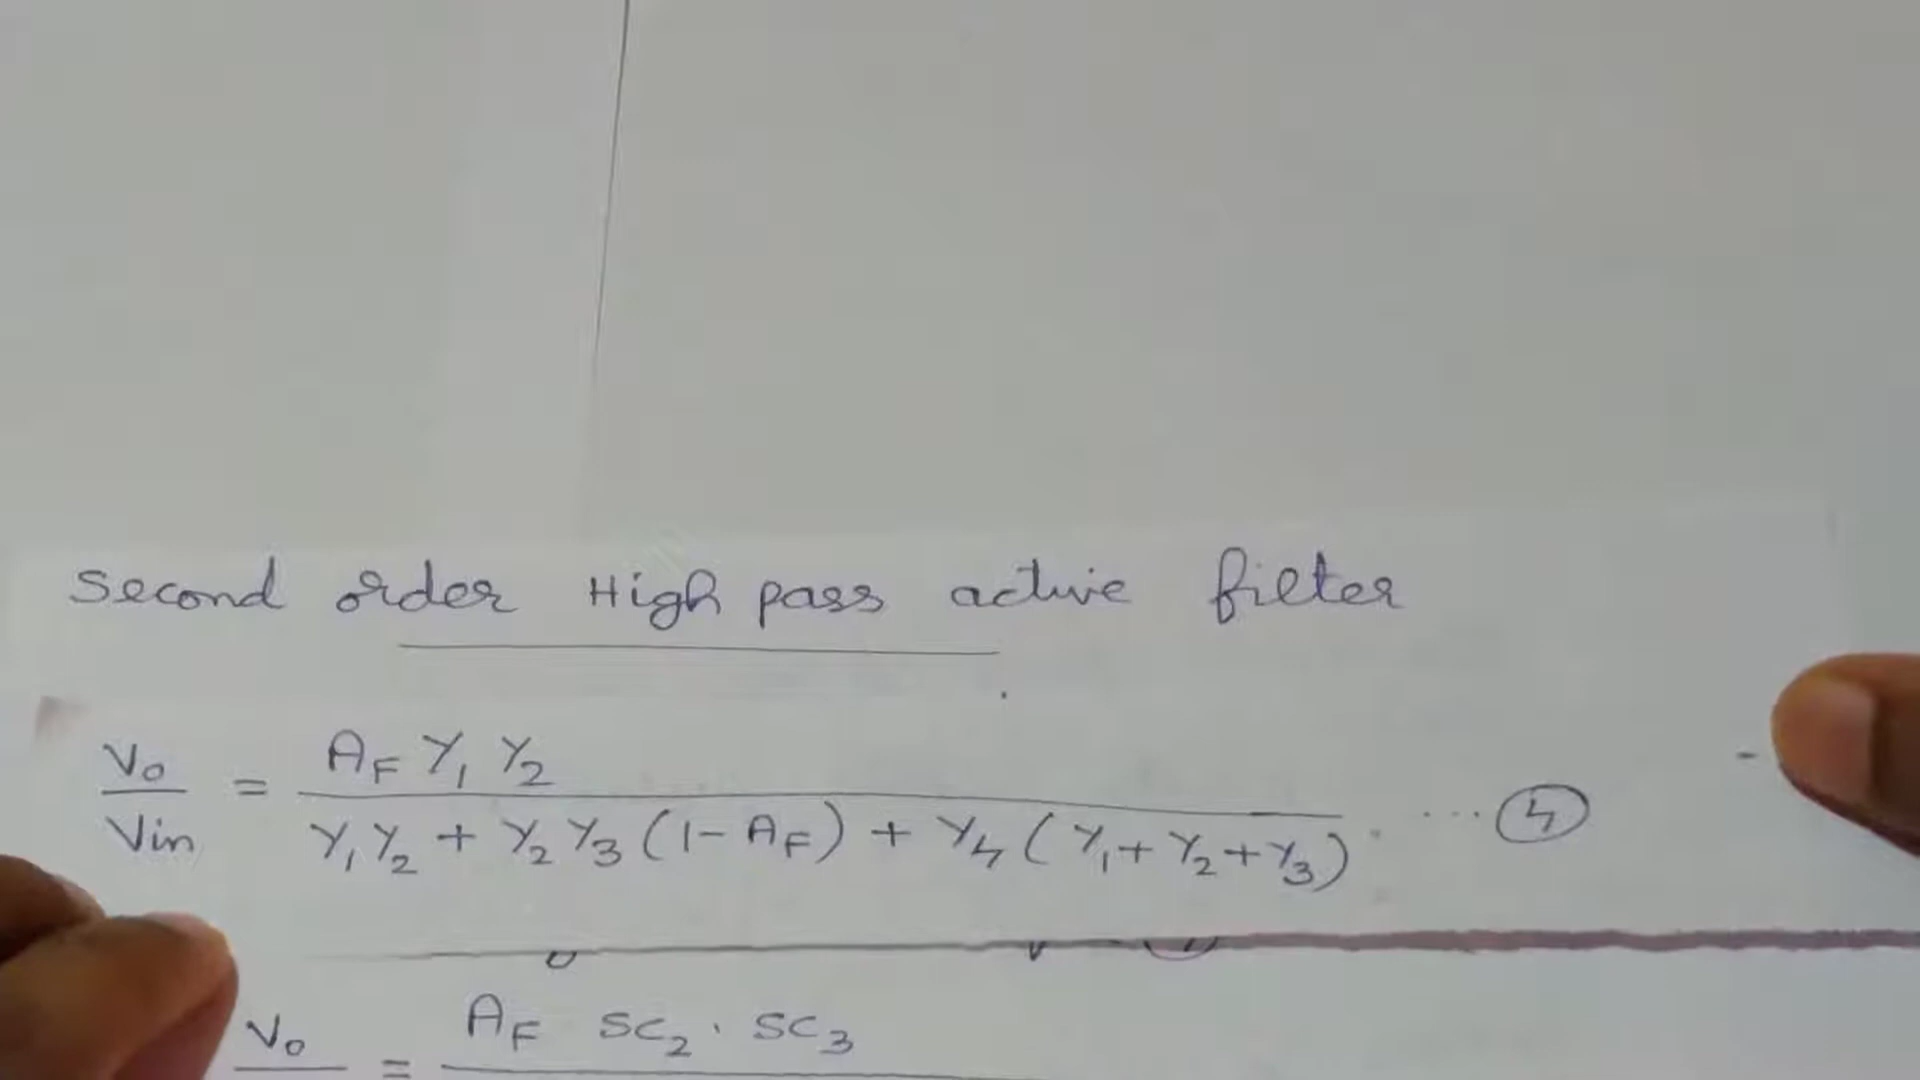 Second order High pass active filter
Vo/Vin = AF Y1 Y2 / Y1 Y2 + Y2 Y3 (1 - AF) + Y4 (Y1 + Y2 + Y3) ... ④
Vo = AF SC2 . SC3